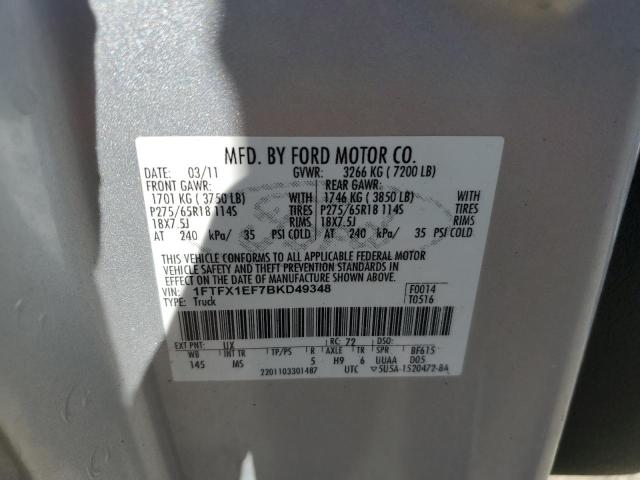 MFD. BY FORD MOTOR CO.
DATE: 03/11 GVWR: 3266 KG ( 7200 LB)
FRONT GAWR: REAR GAWR:
1701 KG ( 3750 LB) WITH 1746 KG ( 3850 LB) WITH
P275/65R18 114S TIRES P275/65R18 114S TIRES
18X7.5J RIMS 18X7.5J RIMS
AT 240 kPa/ 35 PSI COLD AT 240 kPa/ 35 PSI COLD
THIS VEHICLE CONFORMS TO ALL APPLICABLE FEDERAL MOTOR
VEHICLE SAFETY AND THEFT PREVENTION STANDARDS IN
EFFECT ON THE DATE OF MANUFACTURE SHOWN ABOVE.
VIN: 1FTFX1EF7BKD49348 F0014
TYPE: Truck T0516
EXT PNT: UX RC: 72 DSO:
WB INT TR TP/PS R AXLE TR SPR BF615
145 MS 5 H9 6 UUAA D05
2201103301487 UTC 5USA-1520472-BA